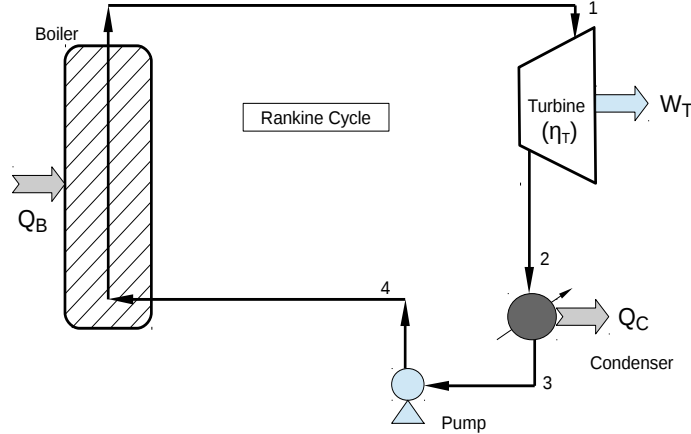 1
Boiler
Rankine Cycle
Turbine
(ηT)
WT
QB
2
4
QC
Condenser
3
Pump